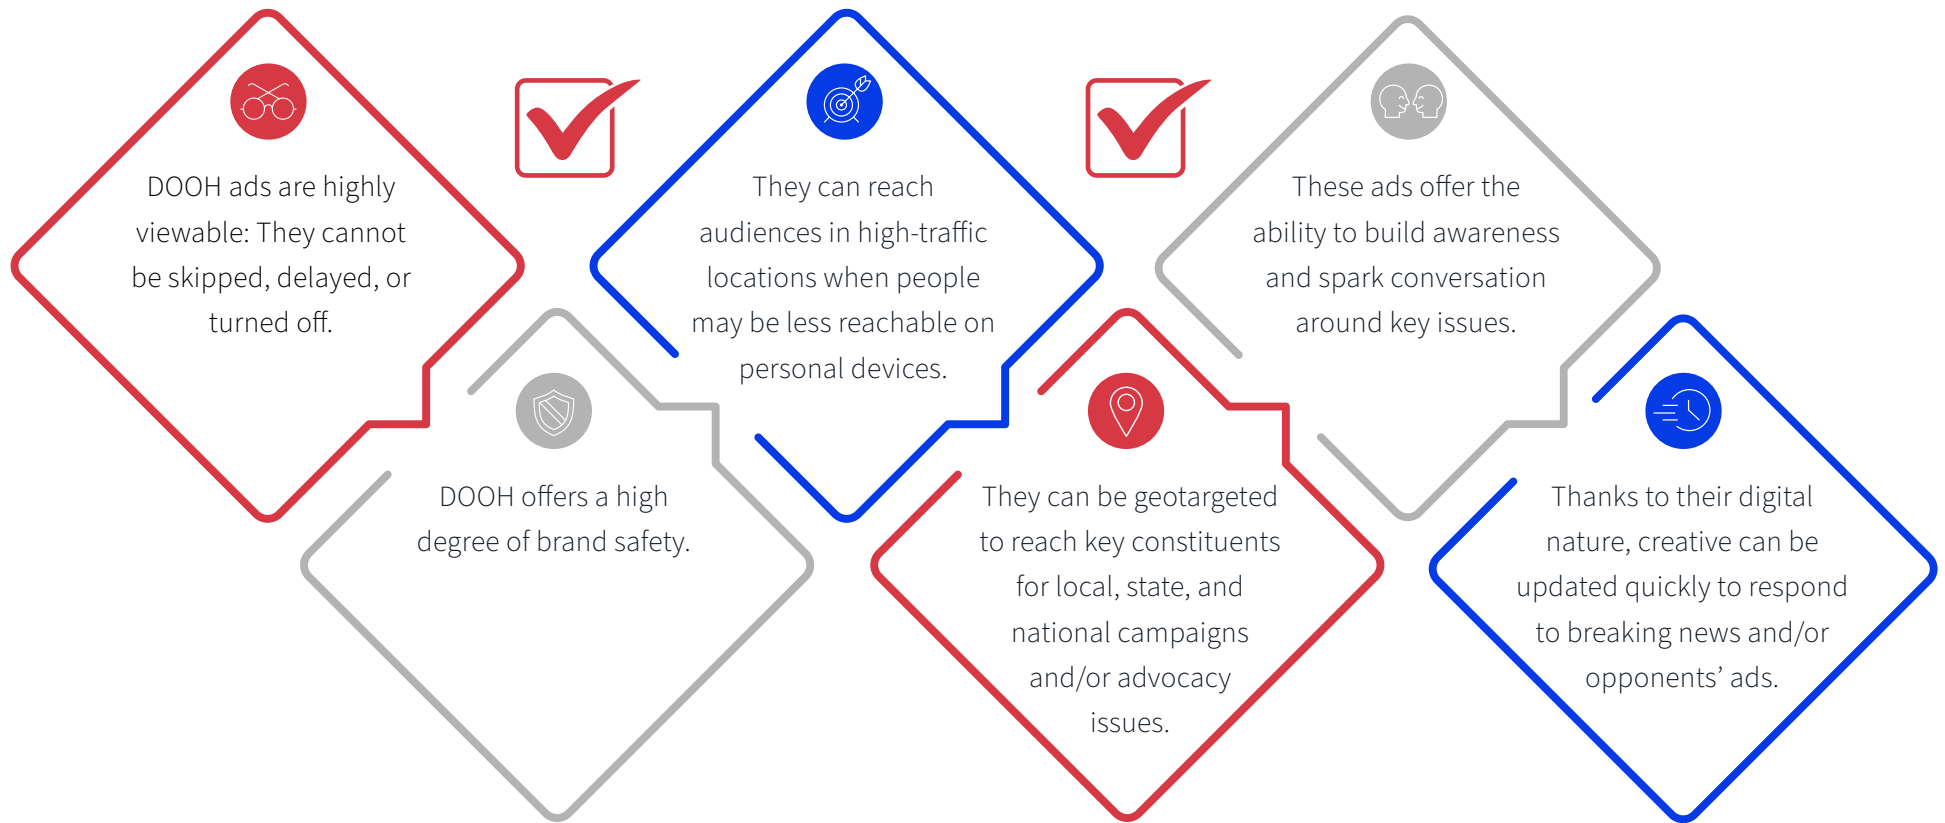 DOOH ads are highly
viewable: They cannot
be skipped, delayed, or
turned off.
DOOH offers a high
degree of brand safety.
They can reach
audiences in high-traffic
locations when people
may be less reachable on
personal devices.
They can be geotargeted
to reach key constituents
for local, state, and
national campaigns
and/or advocacy
issues.
These ads offer the
ability to build awareness
and spark conversation
around key issues.
Thanks to their digital
nature, creative can be
updated quickly to respond
to breaking news and/or
opponents’ ads.